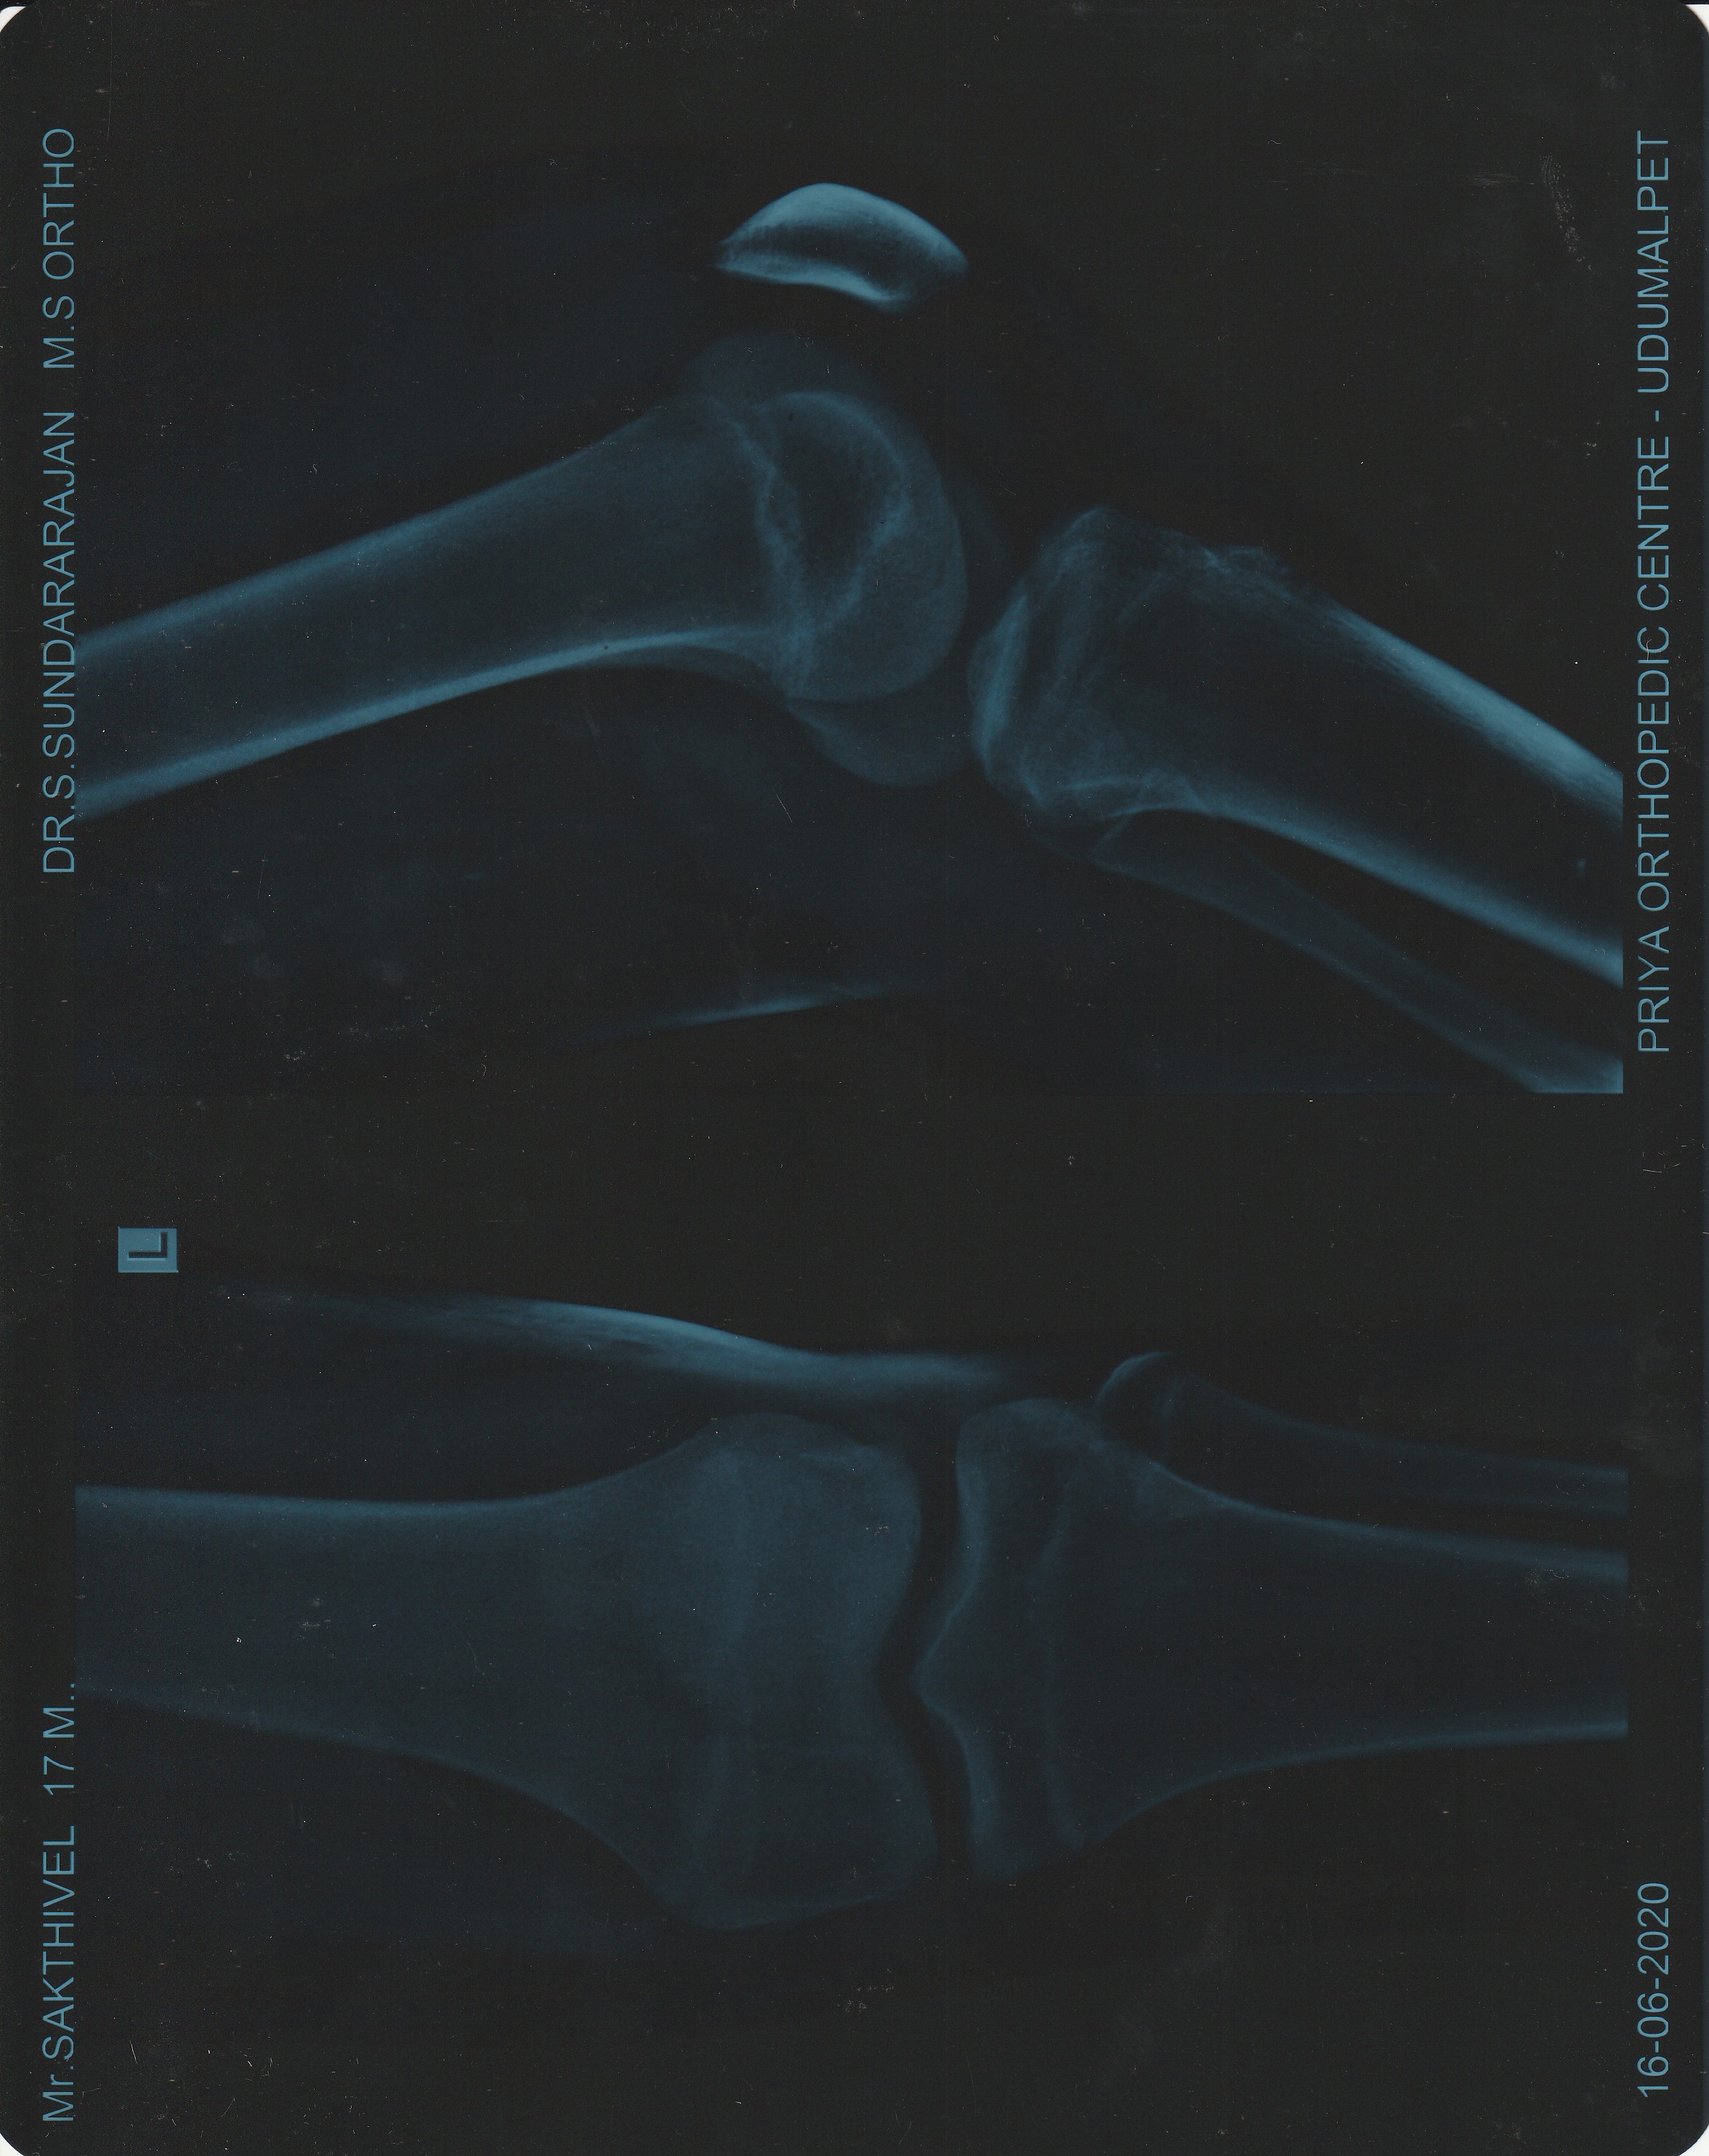 Mr.SAKTHIVEL 17 M..
DR.S.SUNDARARAJAN M.S ORTHO
L
16-06-2020
PRIYA ORTHOPEDIC CENTRE - UDUMALPET